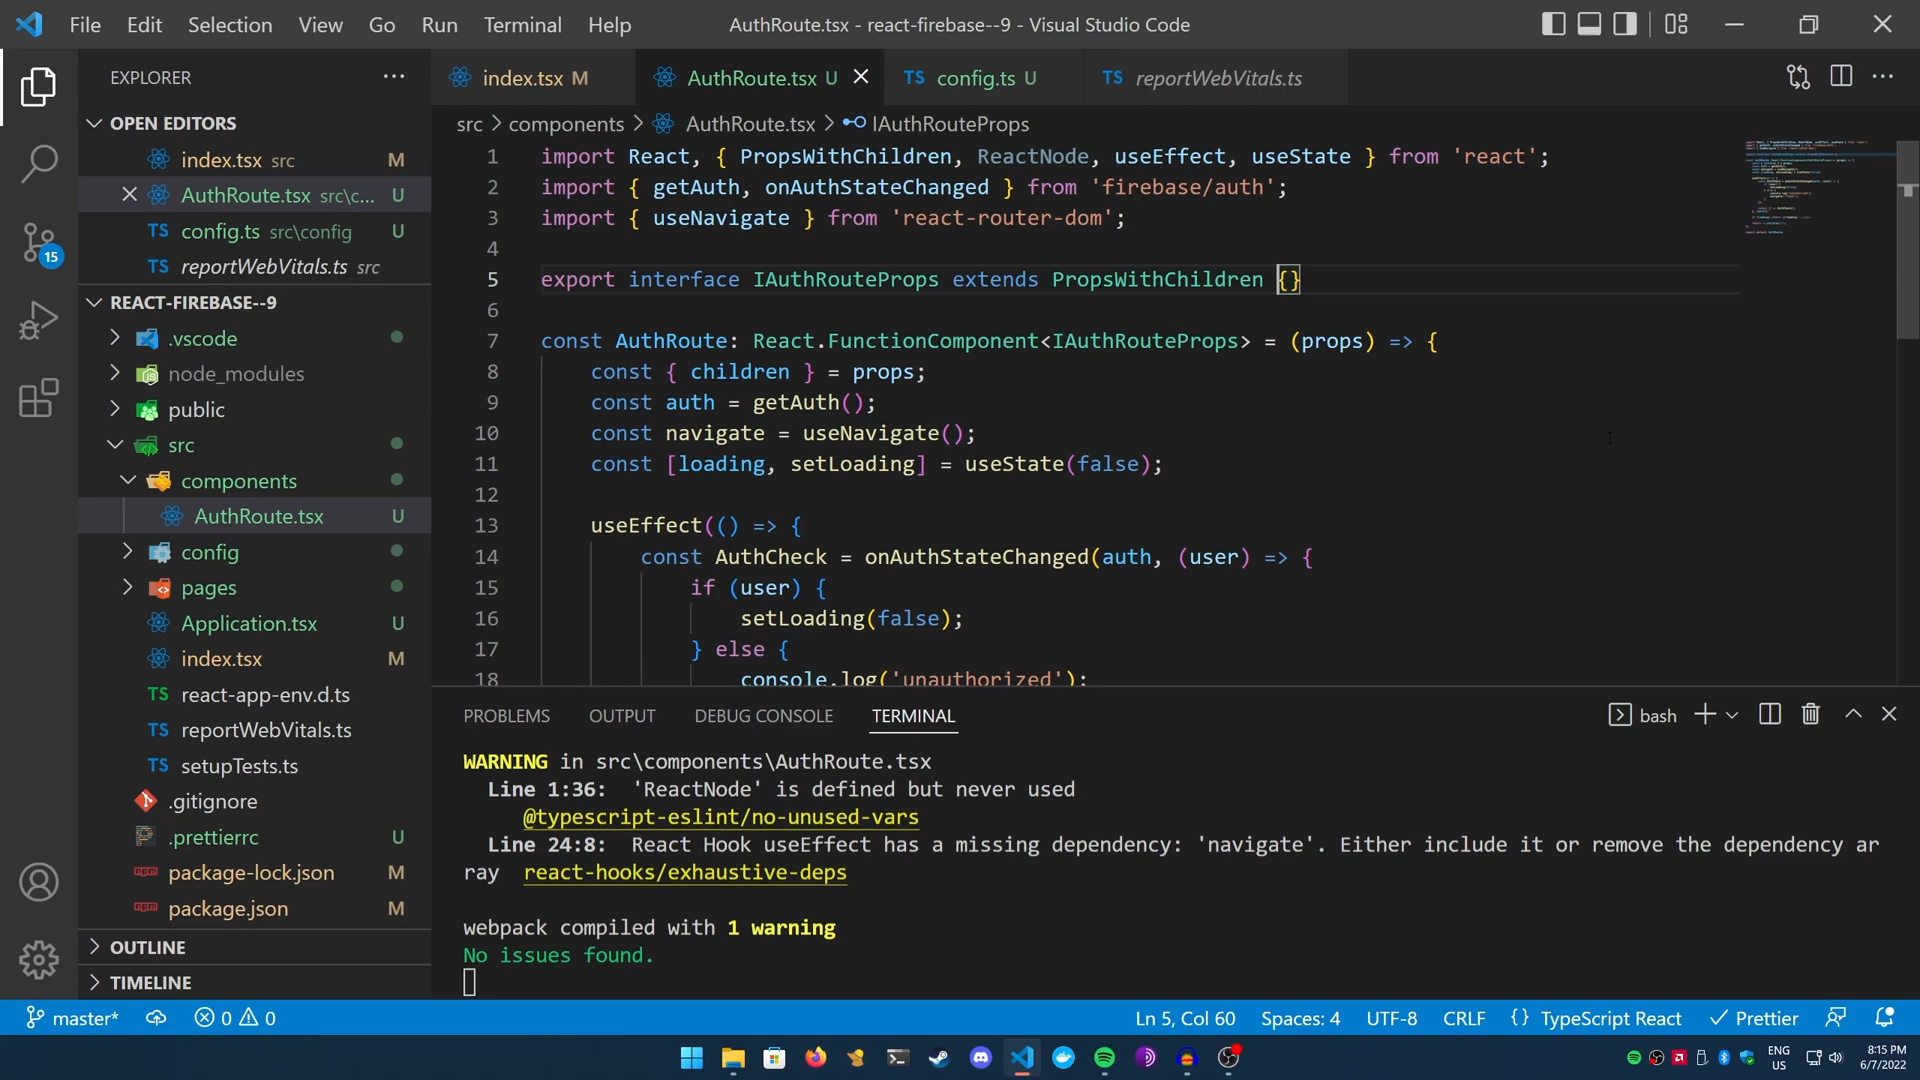 File Edit Selection View Go Run Terminal Help
AuthRoute.tsx - react-firebase--9 - Visual Studio Code
EXPLORER
OPEN EDITORS
index.tsx src M
AuthRoute.tsx src\c... U
TS config.ts src\config U
TS reportWebVitals.ts src
REACT-FIREBASE--9
.vscode
node_modules
public
src
components
AuthRoute.tsx U
config
pages
Application.tsx U
index.tsx M
TS react-app-env.d.ts
TS reportWebVitals.ts
TS setupTests.ts
.gitignore
.prettierrc U
package-lock.json M
package.json M
OUTLINE
TIMELINE
15
index.tsx M
AuthRoute.tsx U
TS config.ts U
TS reportWebVitals.ts
src > components > AuthRoute.tsx > IAuthRouteProps
1 import React, { PropsWithChildren, ReactNode, useEffect, useState } from 'react';
2 import { getAuth, onAuthStateChanged } from 'firebase/auth';
3 import { useNavigate } from 'react-router-dom';
4
5 export interface IAuthRouteProps extends PropsWithChildren {}
6
7 const AuthRoute: React.FunctionComponent<IAuthRouteProps> = (props) => {
8 const { children } = props;
9 const auth = getAuth();
10 const navigate = useNavigate();
11 const [loading, setLoading] = useState(false);
12
13 useEffect(() => {
14 const AuthCheck = onAuthStateChanged(auth, (user) => {
15 if (user) {
16 setLoading(false);
17 } else {
18 console.log('unauthorized');
PROBLEMS OUTPUT DEBUG CONSOLE TERMINAL
bash
WARNING in src\components\AuthRoute.tsx
Line 1:36: 'ReactNode' is defined but never used
@typescript-eslint/no-unused-vars
Line 24:8: React Hook useEffect has a missing dependency: 'navigate'. Either include it or remove the dependency ar
ray react-hooks/exhaustive-deps
webpack compiled with 1 warning
No issues found.
master* 0 0
Ln 5, Col 60 Spaces: 4 UTF-8 CRLF {} TypeScript React Prettier
ENG
US
8:15 PM
6/7/2022